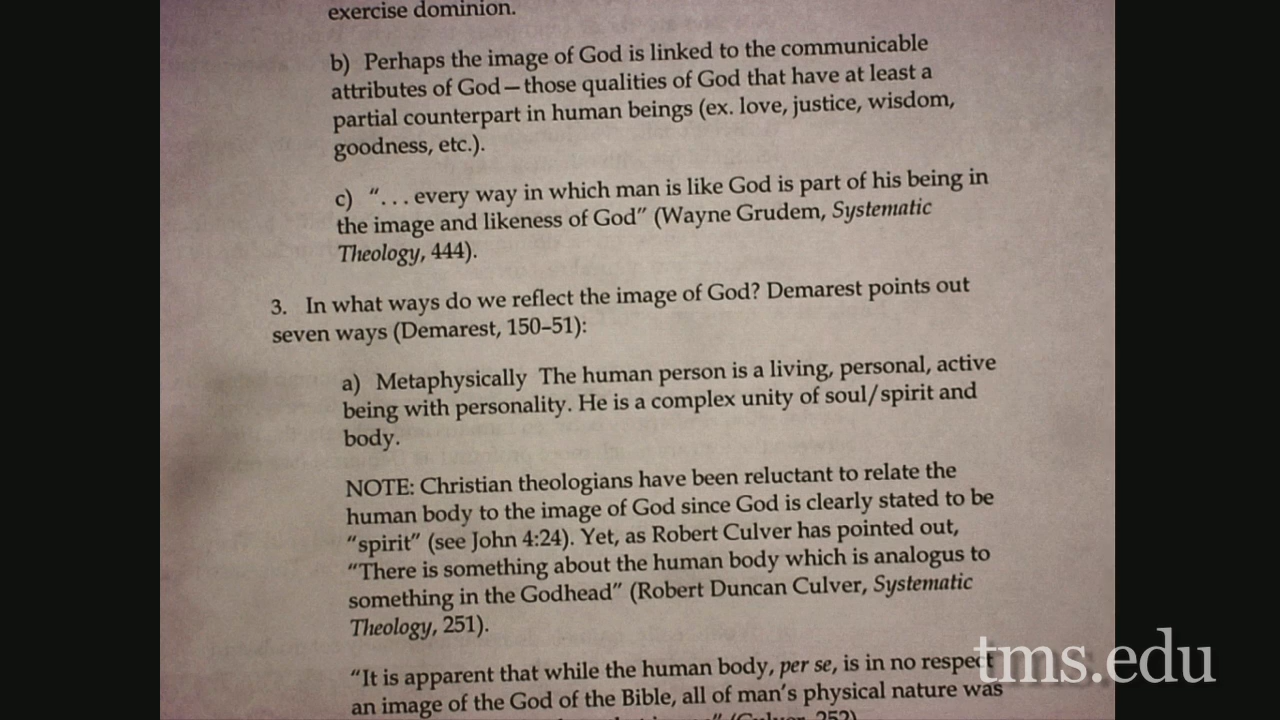 exercise dominion.
b) Perhaps the image of God is linked to the communicable
attributes of God—those qualities of God that have at least a
partial counterpart in human beings (ex. love, justice, wisdom,
goodness, etc.).
c) “. . . every way in which man is like God is part of his being in
the image and likeness of God” (Wayne Grudem, Systematic
Theology, 444).
3. In what ways do we reflect the image of God? Demarest points out
seven ways (Demarest, 150–51):
a) Metaphysically The human person is a living, personal, active
being with personality. He is a complex unity of soul/spirit and
body.
NOTE: Christian theologians have been reluctant to relate the
human body to the image of God since God is clearly stated to be
“spirit” (see John 4:24). Yet, as Robert Culver has pointed out,
“There is something about the human body which is analogus to
something in the Godhead” (Robert Duncan Culver, Systematic
Theology, 251).
“It is apparent that while the human body, per se, is in no respect
an image of the God of the Bible, all of man’s physical nature was
(Culver, 252)
tms.edu